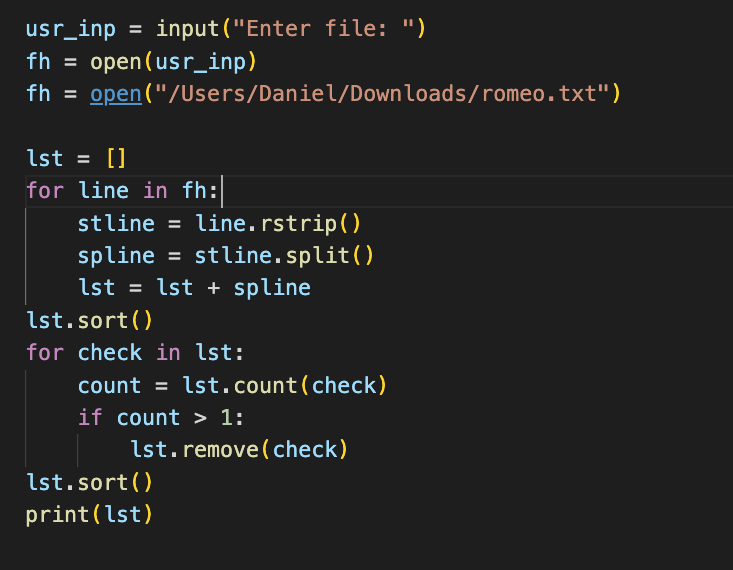 usr_inp = input("Enter file: ")
fh = open(usr_inp)
fh = open("/Users/Daniel/Downloads/romeo.txt")

lst = []
for line in fh:
    stline = line.rstrip()
    spline = stline.split()
    lst = lst + spline
lst.sort()
for check in lst:
    count = lst.count(check)
    if count > 1:
        lst.remove(check)
lst.sort()
print(lst)